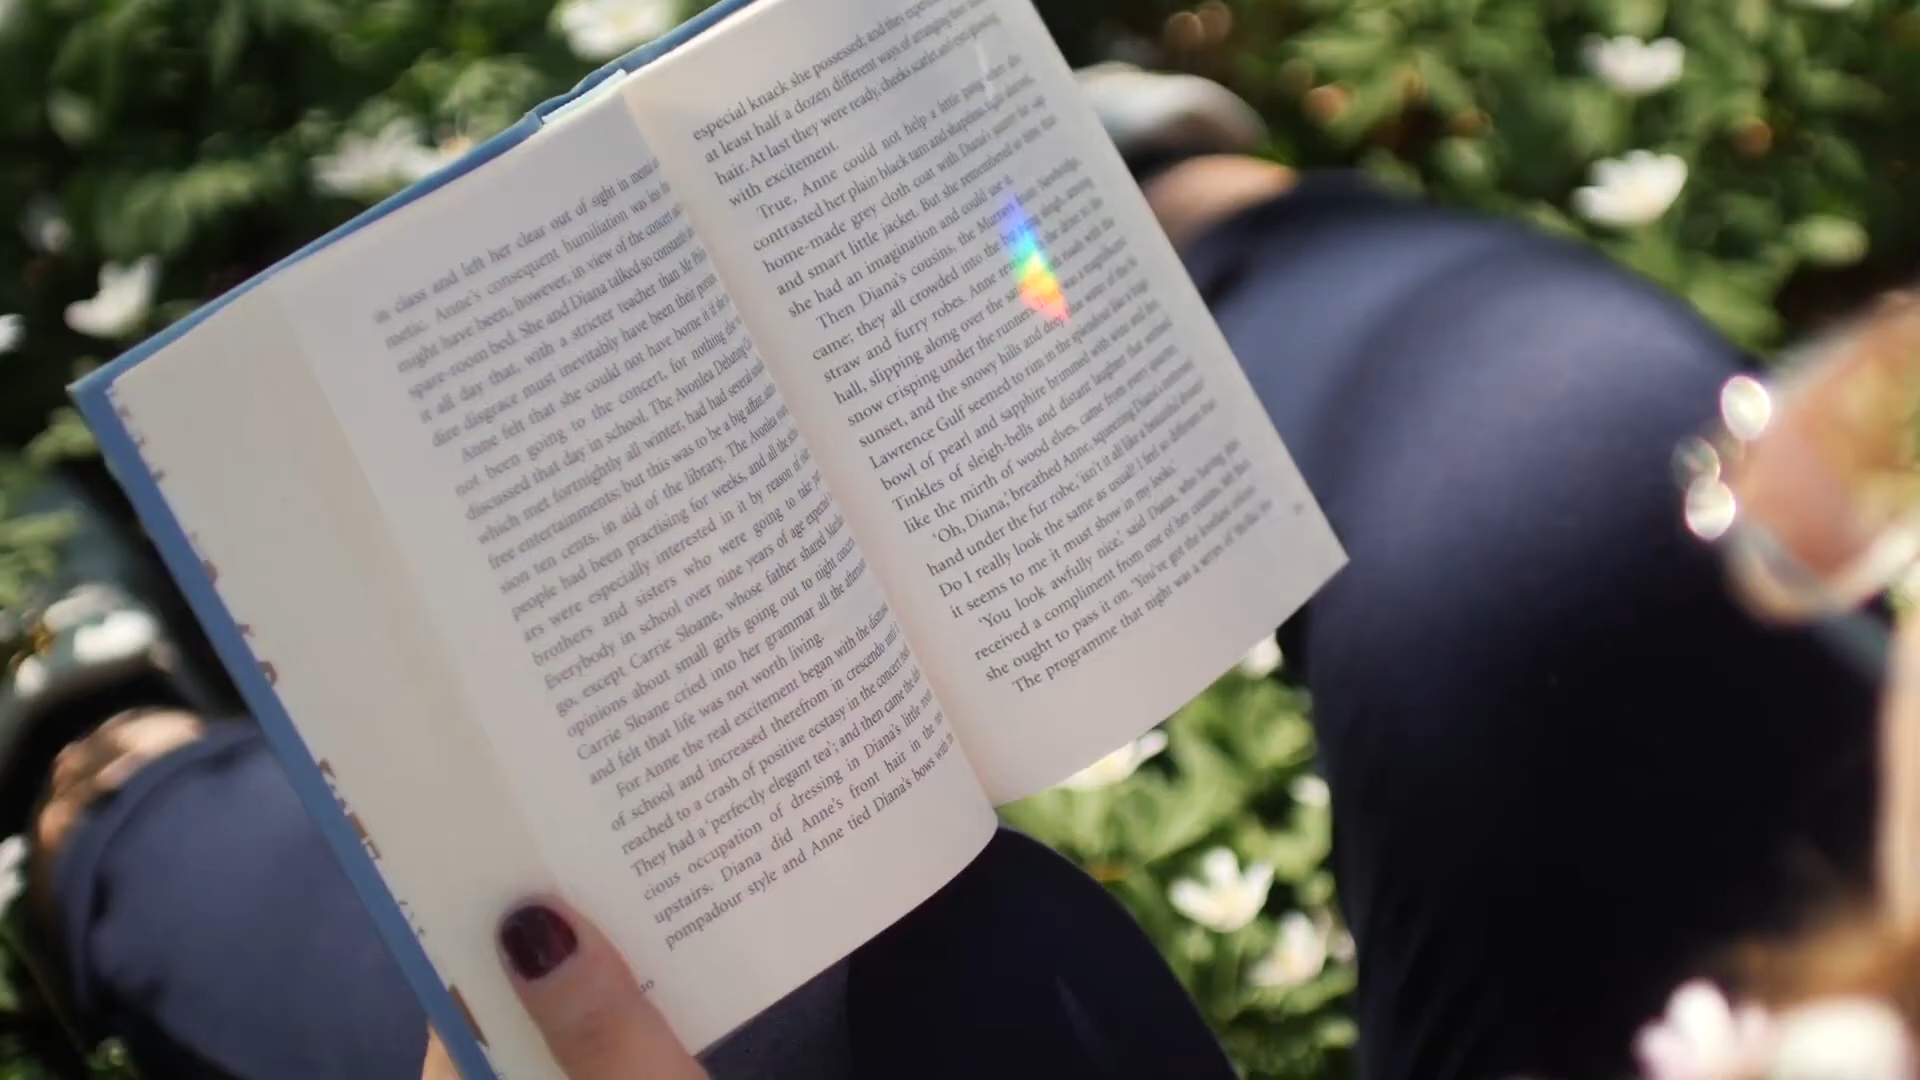 in class and left her clear out of sight in menta
metic. Anne's consequent humiliation was less th
might have been, however, in view of the concert a
spare-room bed. She and Diana talked so constant
it all day that, with a stricter teacher than Mr Phil
dire disgrace must inevitably have been their porti
Anne felt that she could not have borne it if she
not been going to the concert, for nothing els
discussed that day in school. The Avonlea Debating C
which met fortnightly all winter, had had several sma
free entertainments; but this was to be a big affair, adm
sion ten cents, in aid of the library. The Avonlea
people had been practising for weeks, and all the
ars were especially interested in it by reason of
brothers and sisters who were going to take
Everybody in school over nine years of age expected
go, except Carrie Sloane, whose father shared Marilla
opinions about small girls going out to night concer
Carrie Sloane cried into her grammar all the afterno
and felt that life was not worth living.
For Anne the real excitement began with the dismis
of school and increased therefrom in crescendo until
reached to a crash of positive ecstasy in the concert
They had a 'perfectly elegant tea'; and then came the
cious occupation of dressing in Diana's little room
upstairs. Diana did Anne's front hair in the
pompadour style and Anne tied Diana's bows with
especial knack she possessed; and they experi
at least half a dozen different ways of arranging their
hair. At last they were ready, cheeks scarlet and eyes glowing
with excitement.
True, Anne could not help a little pang when she
contrasted her plain black tam and shapeless, tight-sleeved,
home-made grey cloth coat with Diana's jaunty fur cap
and smart little jacket. But she remembered in time that
she had an imagination and could use it.
Then Diana's cousins, the Murrays from Newbridge,
came; they all crowded into the big pung sleigh, among
straw and furry robes. Anne in the drive to the
hall, slipping along over the roads with the
snow crisping under the runners. a magnificent
sunset, and the snowy hills and deep water of the St
Lawrence Gulf seemed to rim in the splendour like a huge
bowl of pearl and sapphire brimmed with wine and fire.
Tinkles of sleigh-bells and distant laughter that seemed
like the mirth of wood elves, came from every quarter.
'Oh, Diana,' breathed Anne, squeezing Diana's mittened
hand under the fur robe, 'isn't it all like a beautiful dream?
Do I really look the same as usual? I feel so different that
it seems to me it must show in my looks.'
'You look awfully nice,' said Diana, who having just
received a compliment from one of her cousins, felt that
she ought to pass it on. 'You've got the loveliest colour.'
The programme that night was a series of thrills for